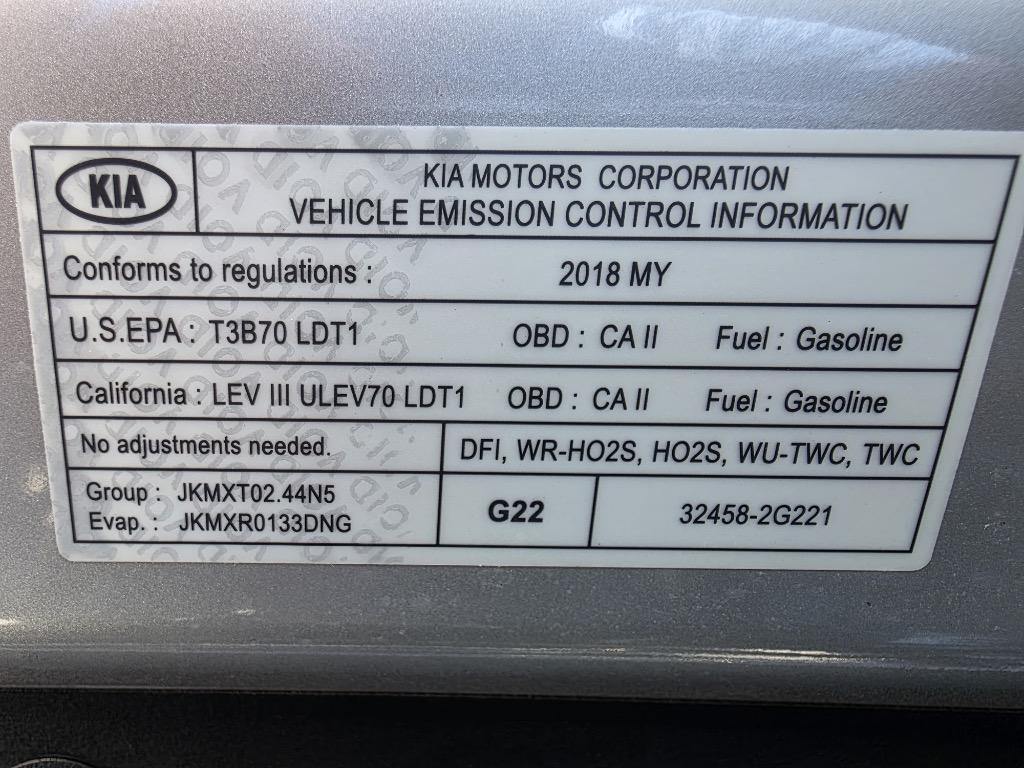 KIA
KIA MOTORS CORPORATION
VEHICLE EMISSION CONTROL INFORMATION
Conforms to regulations : 2018 MY
U.S.EPA : T3B70 LDT1 OBD : CA II Fuel : Gasoline
California : LEV III ULEV70 LDT1 OBD : CA II Fuel : Gasoline
No adjustments needed. DFI, WR-HO2S, HO2S, WU-TWC, TWC
Group : JKMXT02.44N5
Evap. : JKMXR0133DNG
G22 32458-2G221